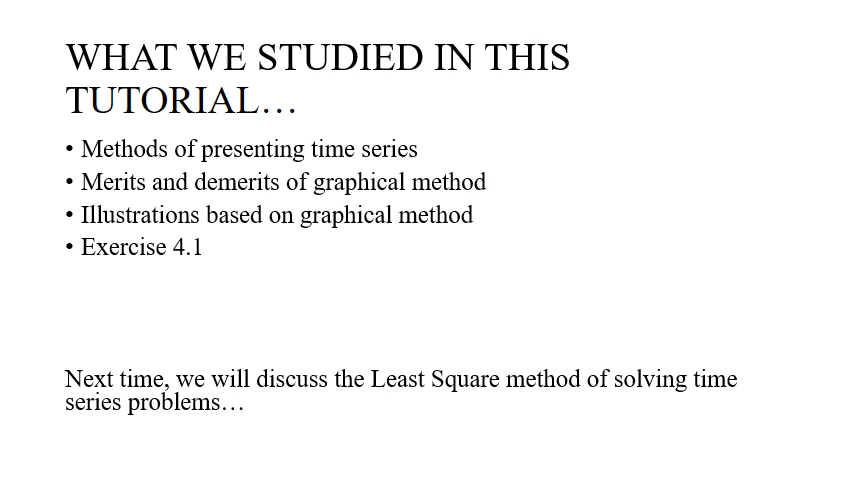 WHAT WE STUDIED IN THIS
TUTORIAL…
• Methods of presenting time series
• Merits and demerits of graphical method
• Illustrations based on graphical method
• Exercise 4.1
Next time, we will discuss the Least Square method of solving time
series problems…